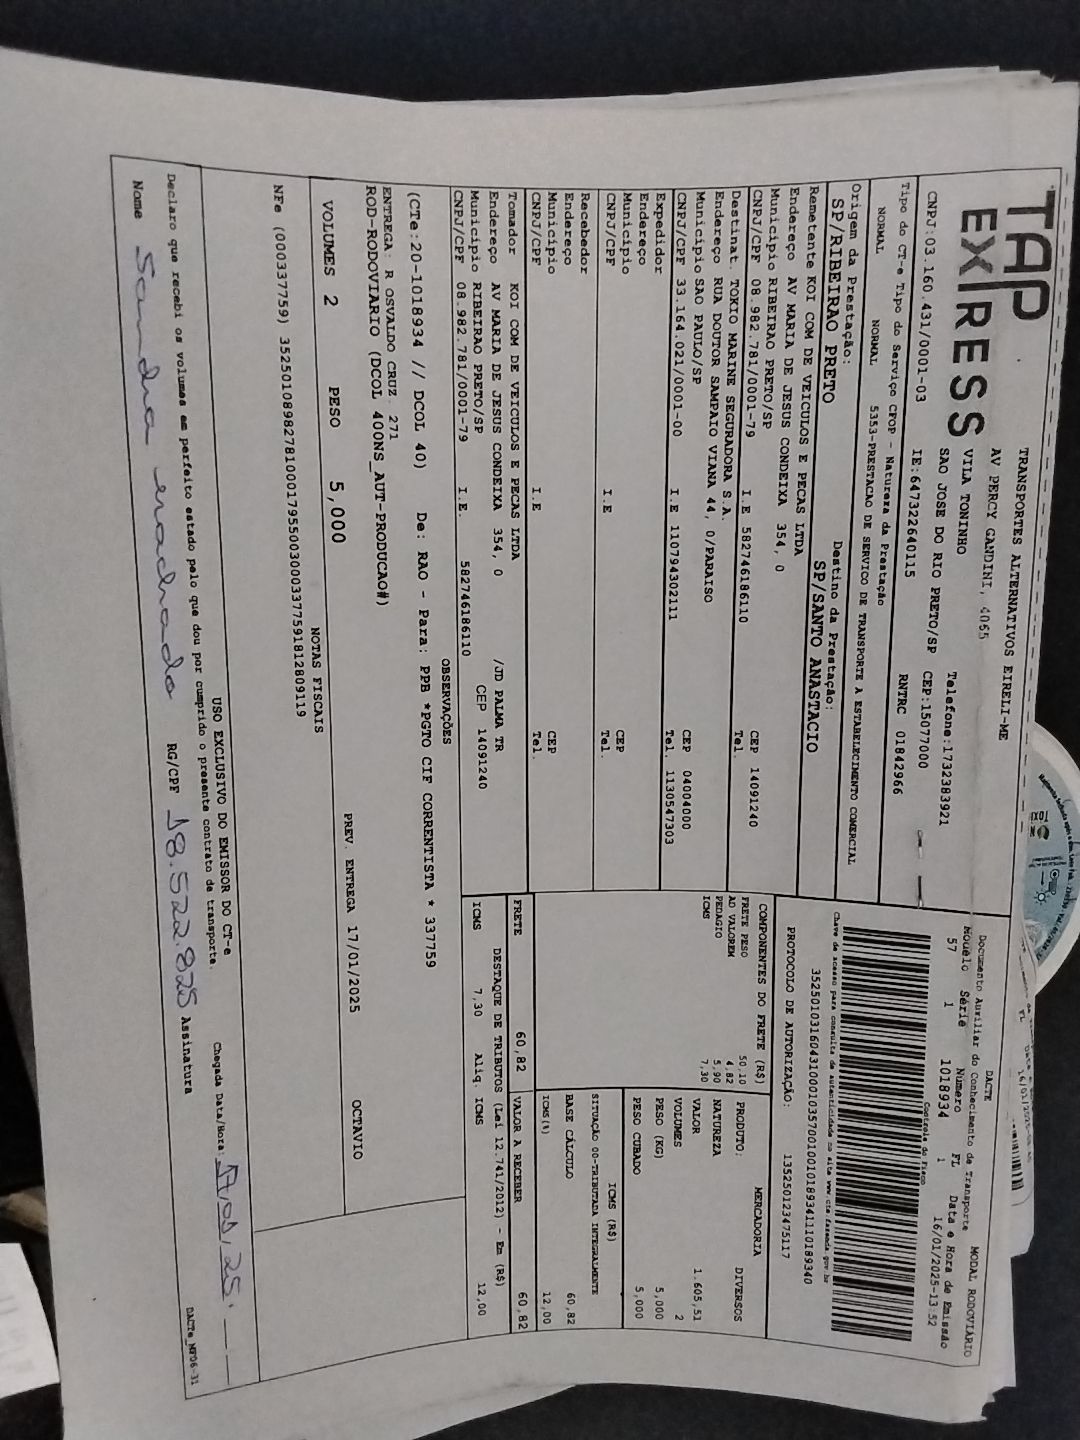 TAP
EXPRESS
TRANSPORTES ALTERNATIVOS EIRELI-ME
AV PERCY GANDINI, 4065
VILA TONINHO
SAO JOSE DO RIO PRETO/SP CEP:15077000
Telefone:1732383921
CNPJ:03.160.431/0001-03 IE:647322640115
Tipo do CT-e Tipo do Serviço CFOP - Natureza da Prestação RNTRC 01842966
NORMAL NORMAL 5353-PRESTACAO DE SERVICO DE TRANSPORTE A ESTABELECIMENTO COMERCIAL
Origem da Prestação: Destino da Prestação:
SP/RIBEIRAO PRETO SP/SANTO ANASTACIO
Remetente KOI COM DE VEICULOS E PECAS LTDA
Endereço AV MARIA DE JESUS CONDEIXA 354, 0
Município RIBEIRAO PRETO/SP CEP 14091240
CNPJ/CPF 08.982.781/0001-79 I.E 582746186110 Tel.
Destinat. TOKIO MARINE SEGURADORA S.A.
Endereço RUA DOUTOR SAMPAIO VIANA 44, 0/PARAISO
Município SAO PAULO/SP CEP 04004000
CNPJ/CPF 33.164.021/0001-00 I.E 110794302111 Tel. 1130547303
Expedidor
Endereço
Município CEP
CNPJ/CPF I.E Tel.
Recebedor
Endereço
Município CEP
CNPJ/CPF I.E Tel.
Tomador KOI COM DE VEICULOS E PECAS LTDA
Endereço AV MARIA DE JESUS CONDEIXA 354, 0 /JD PALMA TR
Município RIBEIRAO PRETO/SP CEP 14091240
CNPJ/CPF 08.982.781/0001-79 I.E. 582746186110
DACTE MODAL RODOVIÁRIO
Documento Auxiliar do Conhecimento de Transporte
Modelo Série Número FL Data e Hora de Emissão
57 1 1018934 1 16/01/2025-13:52
Controle do Fisco
Chave de acesso para consulta de autenticidade no site www.cte.fazenda.gov.br
35250103160431000103570010010189341110189340
PROTOCOLO DE AUTORIZAÇÃO: 135250123475117
COMPONENTES DO FRETE (R$)
FRETE PESO 50,10
AD VALOREM 4,82
PEDAGIO 5,90
ICMS 7,30
MERCADORIA
PRODUTO: DIVERSOS
NATUREZA
VALOR 1.605,51
VOLUMES 2
PESO (KG) 5,000
PESO CUBADO 5,000
ICMS (R$)
SITUAÇÃO 00-TRIBUTADA INTEGRALMENTE
BASE CÁLCULO 60,82
ICMS(%) 12,00
FRETE 60,82 VALOR A RECEBER 60,82
DESTAQUE DE TRIBUTOS (Lei 12.741/2012) - Em (R$)
ICMS 7,30 Aliq. ICMS 12,00
OBSERVAÇÕES
(CTe:20-1018934 // DCOL 40) De: RAO - Para: PPB *PGTO CIF CORRENTISTA * 337759
ENTREGA: R OSVALDO CRUZ 271
ROD-RODOVIARIO (DCOL 400NS_AUT-PRODUCAO#)
VOLUMES 2 PESO 5,000 PREV. ENTREGA 17/01/2025 OCTAVIO
NOTAS FISCAIS
NFe (000337759) 35250108982781000179550030003377591812809119
USO EXCLUSIVO DO EMISSOR DO CT-e
Declaro que recebi os volumes em perfeito estado pelo que dou por cumprido o presente contrato de transporte. Chegada Data/Hora: 17/01/25
Nome Sandra machado RG/CPF 18.522.825 Assinatura
DACTe_MF06-31